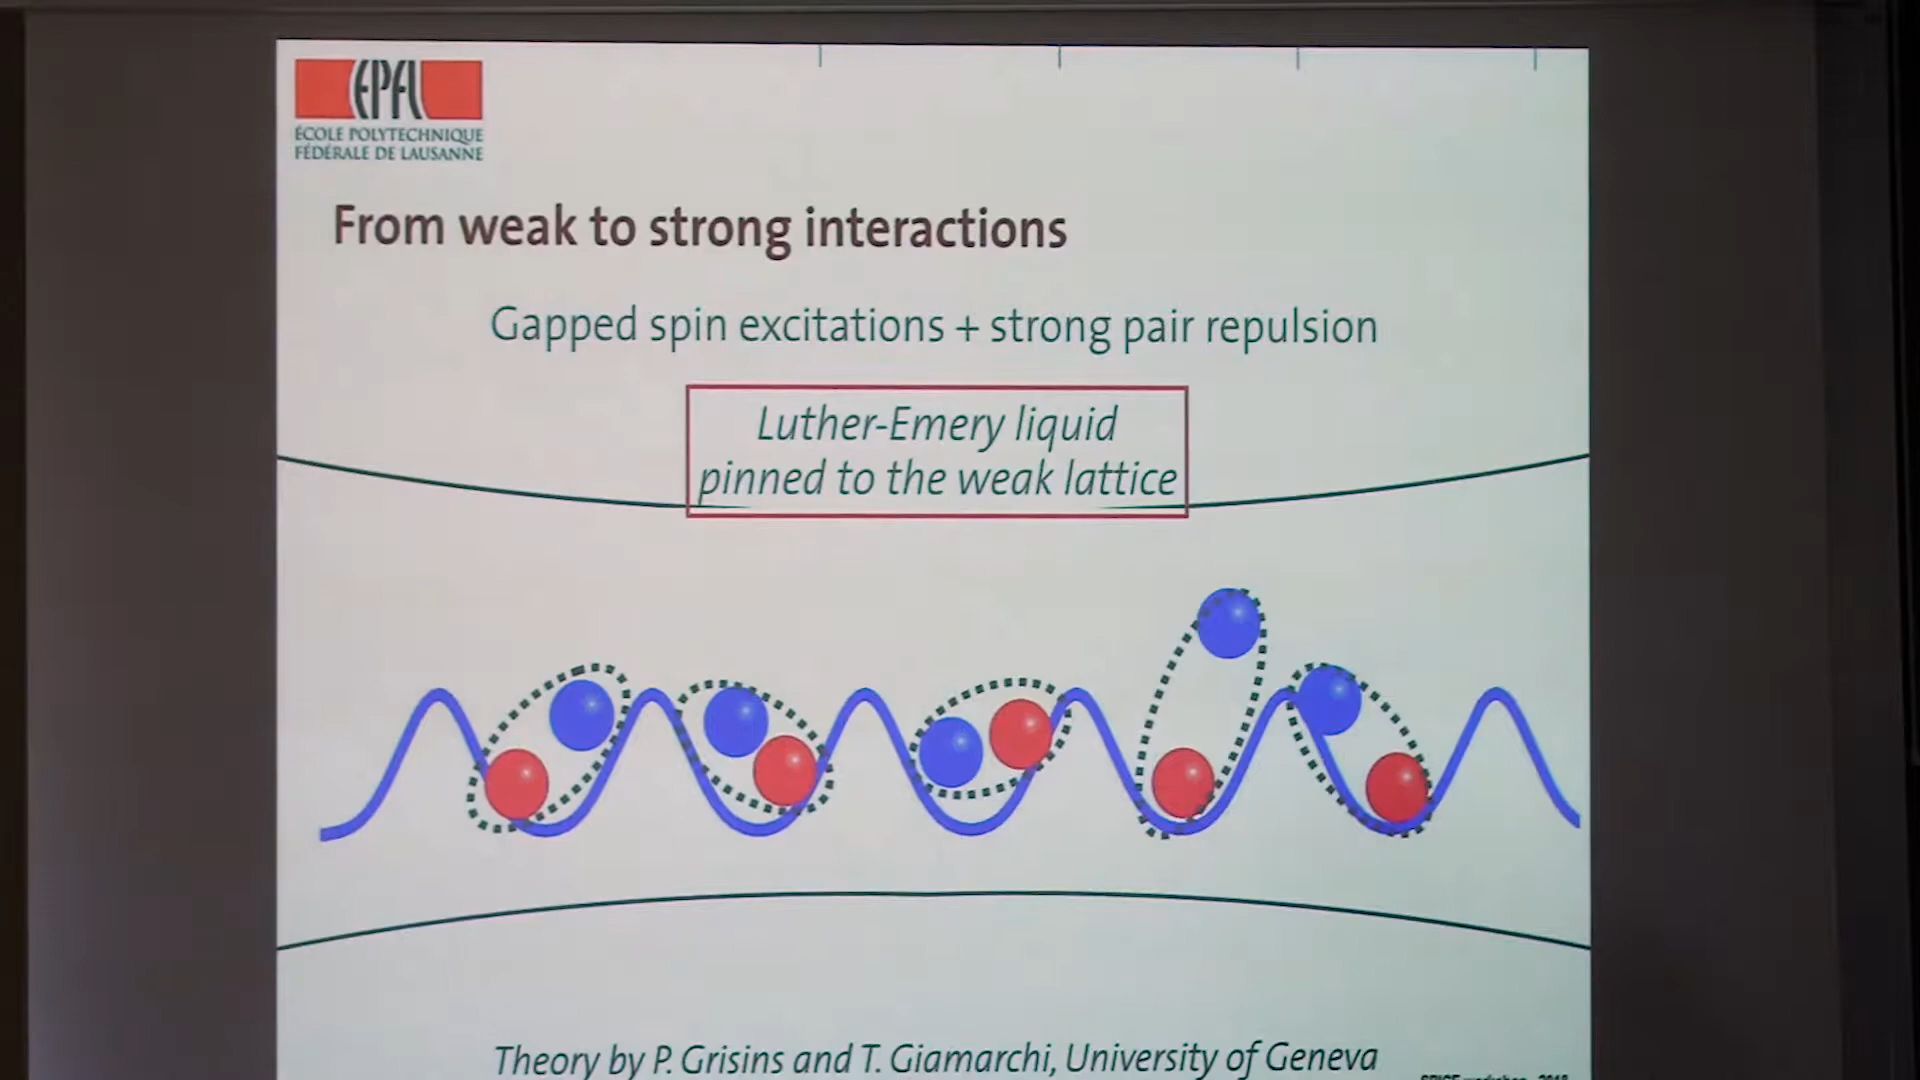 EPFL
ÉCOLE POLYTECHNIQUE
FÉDÉRALE DE LAUSANNE
From weak to strong interactions
Gapped spin excitations + strong pair repulsion
Luther-Emery liquid
pinned to the weak lattice
Theory by P. Grisins and T. Giamarchi, University of Geneva